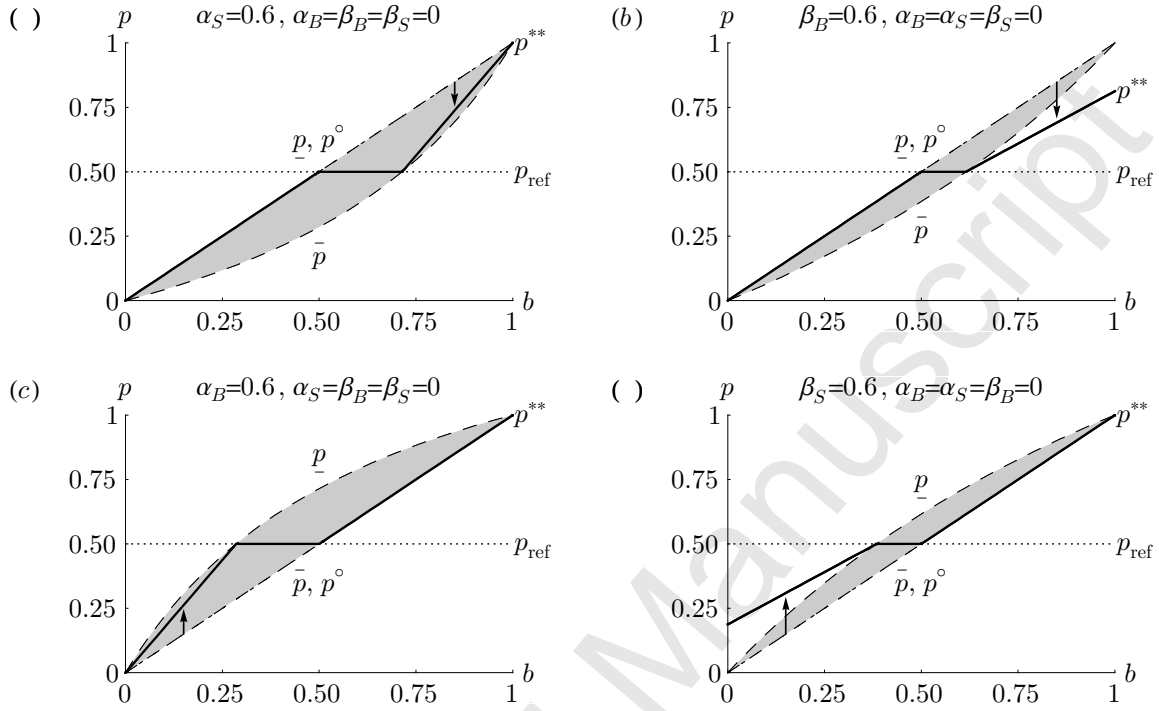 ( ) p α_S=0.6, α_B=β_B=β_S=0
1
p**
0.75
p̲, p°
0.50
p_ref
0.25
p̄
0
b
0 0.25 0.50 0.75 1
(b) p β_B=0.6, α_B=α_S=β_S=0
1
p**
0.75
p̲, p°
0.50
p_ref
0.25
p̄
0
b
0 0.25 0.50 0.75 1
(c) p α_B=0.6, α_S=β_B=β_S=0
1
p**
p̲
0.75
0.50
p_ref
p̄, p°
0.25
0
b
0 0.25 0.50 0.75 1
( ) p β_S=0.6, α_B=α_S=β_B=0
1
p**
p̲
0.75
0.50
p_ref
p̄, p°
0.25
0
b
0 0.25 0.50 0.75 1
Manuscript